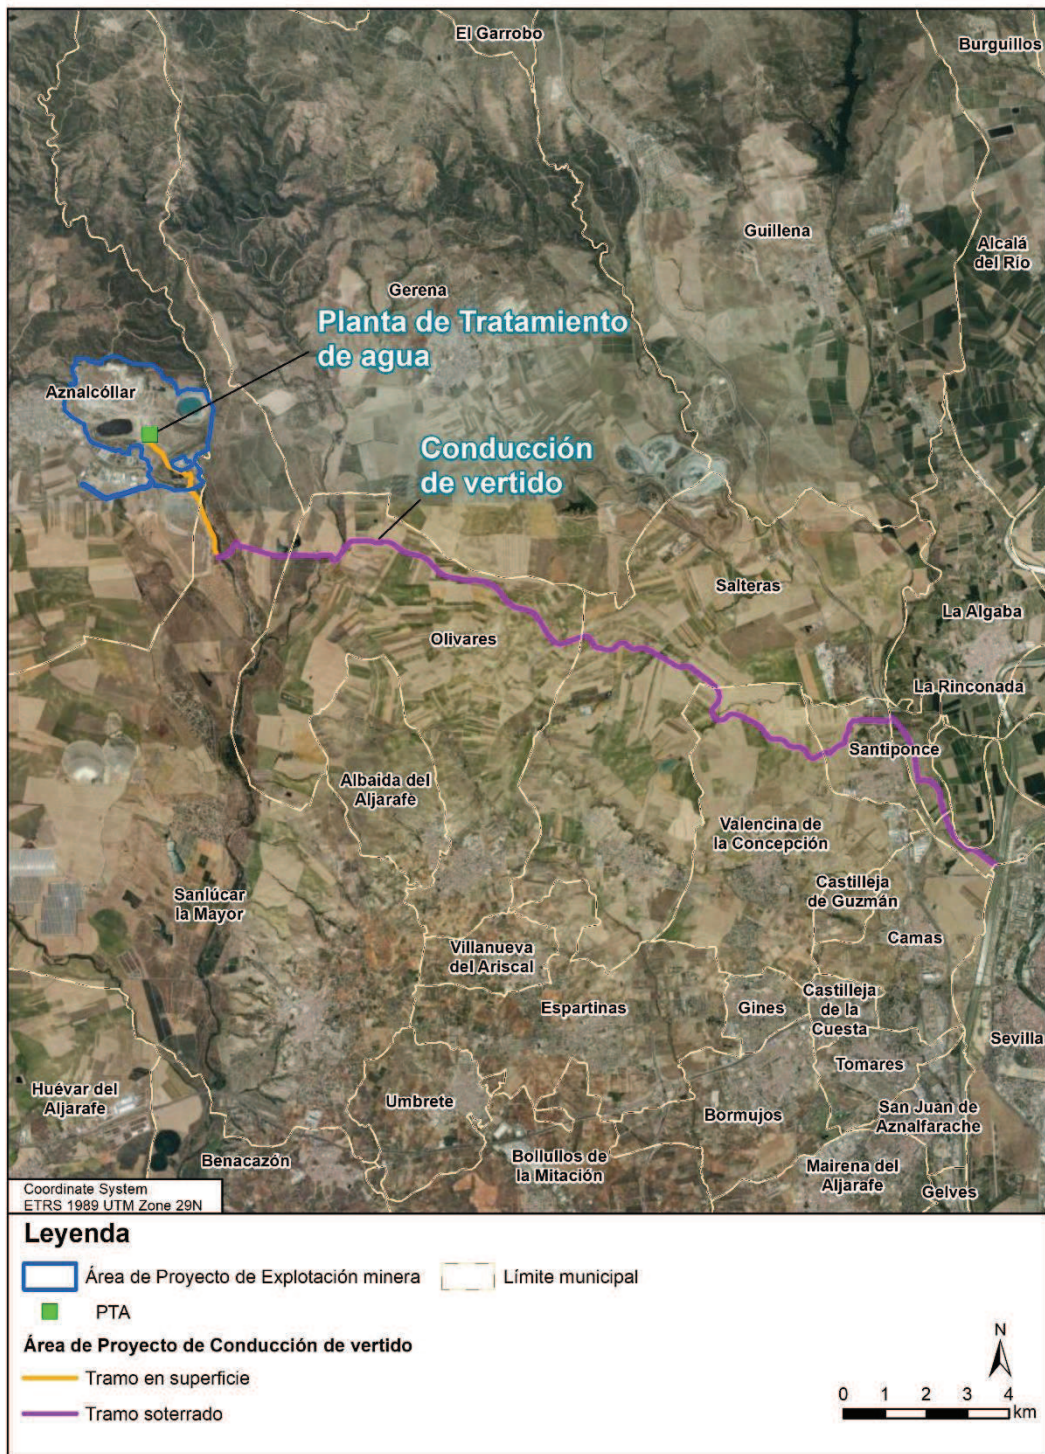 El Garrobo
Burguillos
Guillena
Alcalá
del Río
Gerena
Planta de Tratamiento
de agua
Aznalcóllar
Conducción
de vertido
Salteras
La Algaba
Olivares
La Rinconada
Santiponce
Albaida del
Aljarafe
Valencina de
la Concepción
Castilleja
de Guzmán
Sanlúcar
la Mayor
Camas
Villanueva
del Ariscal
Espartinas
Gines
Castilleja
de la
Cuesta
Sevilla
Tomares
Huévar del
Aljarafe
Umbrete
Bormujos
San Juan de
Aznalfarache
Benacazón
Bollullos de
la Mitación
Mairena del
Aljarafe
Gelves
Coordinate System
ETRS 1989 UTM Zone 29N
Leyenda
Área de Proyecto de Explotación minera
Límite municipal
PTA
Área de Proyecto de Conducción de vertido
Tramo en superficie
Tramo soterrado
N
0 1 2 3 4
km